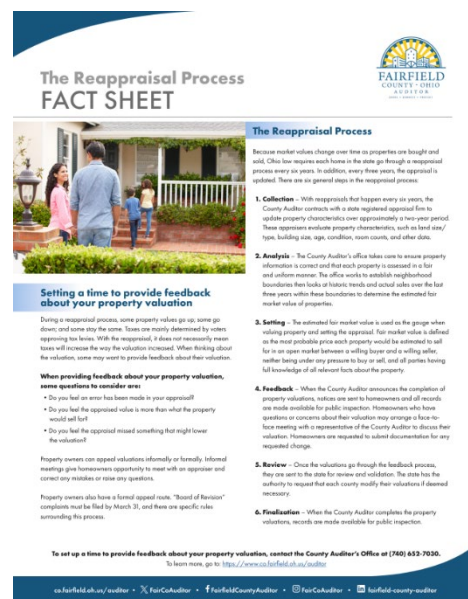 The Reappraisal Process
FACT SHEET
FAIRFIELD
COUNTY • OHIO
AUDITOR
The Reappraisal Process
Because market values change over time as properties are bought and
sold, Ohio law requires each home in the state go through a reappraisal
process every six years. In addition, every three years, the appraisal is
updated. There are six general steps in the reappraisal process:
1. Collection – With reappraisals that happen every six years, the
County Auditor contracts with a state registered appraisal firm to
update property characteristics over approximately a two-year period.
These appraisers evaluate property characteristics, such as land size/
type, building size, age, condition, room counts, and other data.
2. Analysis – The County Auditor's office takes care to ensure property
information is correct and that each property is assessed in a fair
and uniform manner. The office works to establish neighborhood
boundaries then looks at historic trends and actual sales over the last
three years within these boundaries to determine the estimated fair
market value of properties.
3. Setting – The estimated fair market value is used as the gauge when
valuing property and setting the appraisal. Fair market value is defined
as the most probable price each property would be estimated to sell
for in an open market between a willing buyer and a willing seller,
neither being under any pressure to buy or sell, and all parties having
full knowledge of all relevant facts about the property.
4. Feedback – When the County Auditor announces the completion of
property valuations, notices are sent to homeowners and all records
are made available for public inspection. Homeowners who have
questions or concerns about their valuation may arrange a face-to-
face meeting with a representative of the County Auditor to discuss their
valuation. Homeowners are requested to submit documentation for any
requested change.
5. Review – Once the valuations go through the feedback process,
they are sent to the state for review and validation. The state has the
authority to request that each county modify their valuations if deemed
necessary.
6. Finalization – When the County Auditor completes the property
valuations, records are made available for public inspection.
Setting a time to provide feedback
about your property valuation
During a reappraisal process, some property values go up; some go
down; and some stay the same. Taxes are mainly determined by voters
approving tax levies. With the reappraisal, it does not necessarily mean
taxes will increase the way the valuation increased. When thinking about
the valuation, some may want to provide feedback about their valuation.
When providing feedback about your property valuation,
some questions to consider are:
• Do you feel an error has been made in your appraisal?
• Do you feel the appraised value is more than what the property
would sell for?
• Do you feel the appraisal missed something that might lower
the valuation?
Property owners can appeal valuations informally or formally. Informal
meetings give homeowners opportunity to meet with an appraiser and
correct any mistakes or raise any questions.
Property owners also have a formal appeal route. "Board of Revision"
complaints must be filed by March 31, and there are specific rules
surrounding this process.
To set up a time to provide feedback about your property valuation, contact the County Auditor's Office at (740) 652-7030.
To learn more, go to: https://www.co.fairfield.oh.us/auditor
co.fairfield.oh.us/auditor • FairCoAuditor • FairfieldCountyAuditor • FairCoAuditor • fairfield-county-auditor